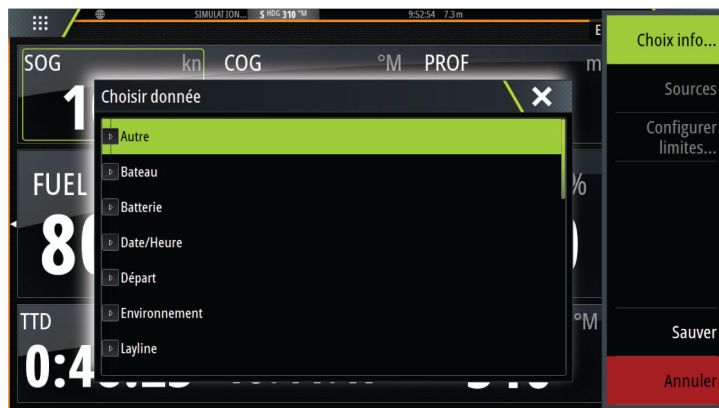 SIMULATION... S HDG 310 °M 9:52:54 7.3 m
E
Choix info...
SOG kn COG °M PROF m
Sources
Choisir donnée
Configurer
limites...
Autre
Bateau
FUEL %
Batterie
Date/Heure
Départ
Environnement
TTD °M
Layline
Sauver
Annuler